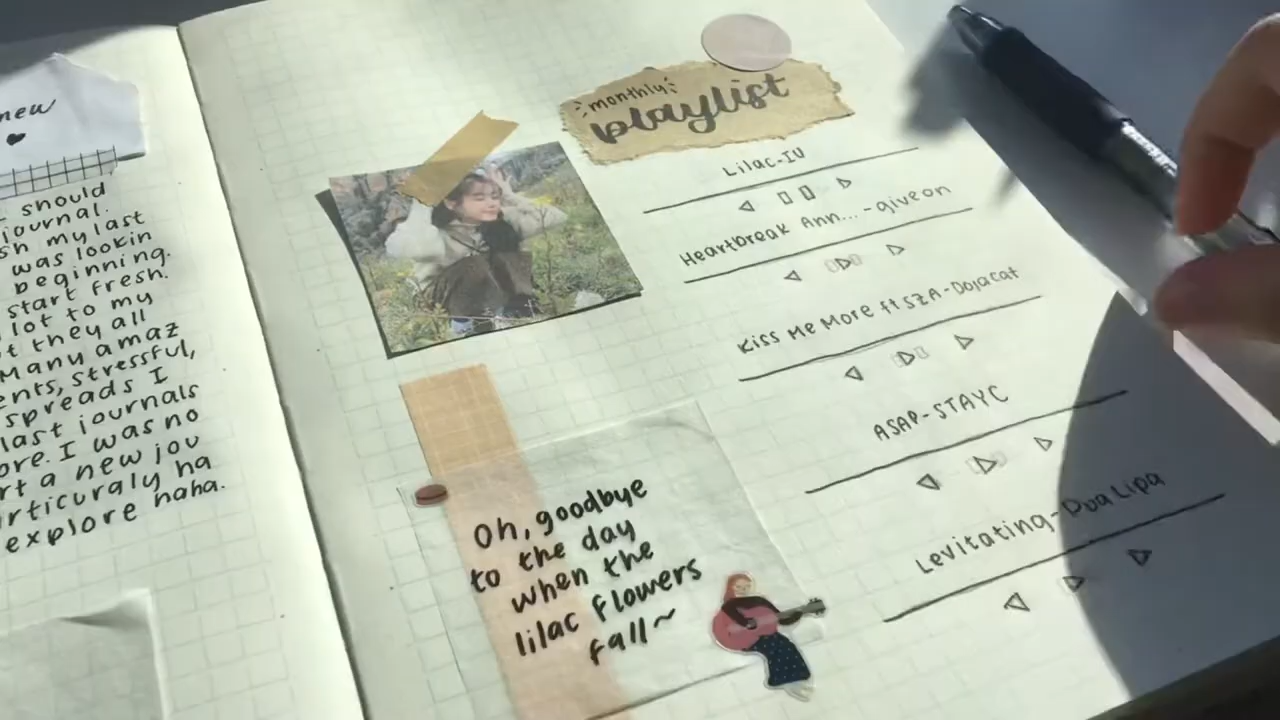 new
I should
journal.
sh my last
was lookin
beginning.
start fresh.
lot to my
t they all
Many amaz
ents, stressful,
spreads I
last journals
ore. I was no
rt a new jou
rticuraly ha
explore haha.
monthly
playlist
Lilac-IU
Heartbreak Ann...-giveon
Kiss Me More ft SZA-Dojacat
ASAP-STAYC
Levitating-Dua Lipa
Oh, goodbye
to the day
when the
lilac flowers
fall~